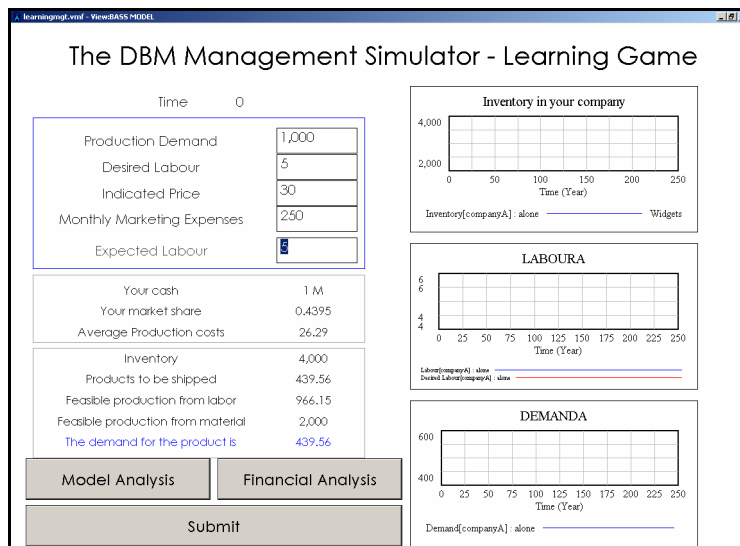 learningmgt.vmf - View:BASS MODEL
The DBM Management Simulator - Learning Game
Time 0
Production Demand 1,000
Desired Labour 5
Indicated Price 30
Monthly Marketing Expenses 250
Expected Labour 5
Your cash 1 M
Your market share 0.4395
Average Production costs 26.29
Inventory 4,000
Products to be shipped 439.56
Feasible production from labor 966.15
Feasible production from material 2,000
The demand for the product is 439.56
Model Analysis
Financial Analysis
Submit
Inventory in your company
4,000
2,000
0 50 100 150 200 250
Time (Year)
Inventory[companyA] : alone Widgets
LABOURA
6
6
4
4
0 25 50 75 100 125 150 175 200 225 250
Time (Year)
Labour[companyA] : alone
Desired Labour[companyA] : alone
DEMANDA
600
400
0 25 50 75 100 125 150 175 200 225 250
Time (Year)
Demand[companyA] : alone